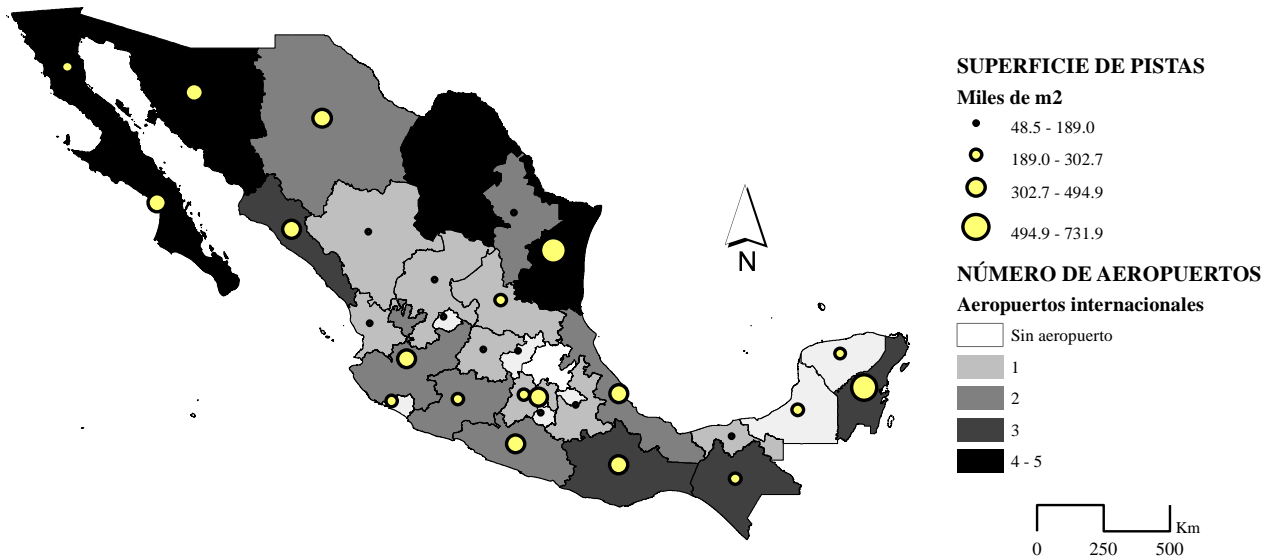 SUPERFICIE DE PISTAS
Miles de m2
48.5 - 189.0
189.0 - 302.7
302.7 - 494.9
494.9 - 731.9
N
NÚMERO DE AEROPUERTOS
Aeropuertos internacionales
Sin aeropuerto
1
2
3
4 - 5
Km
0 250 500